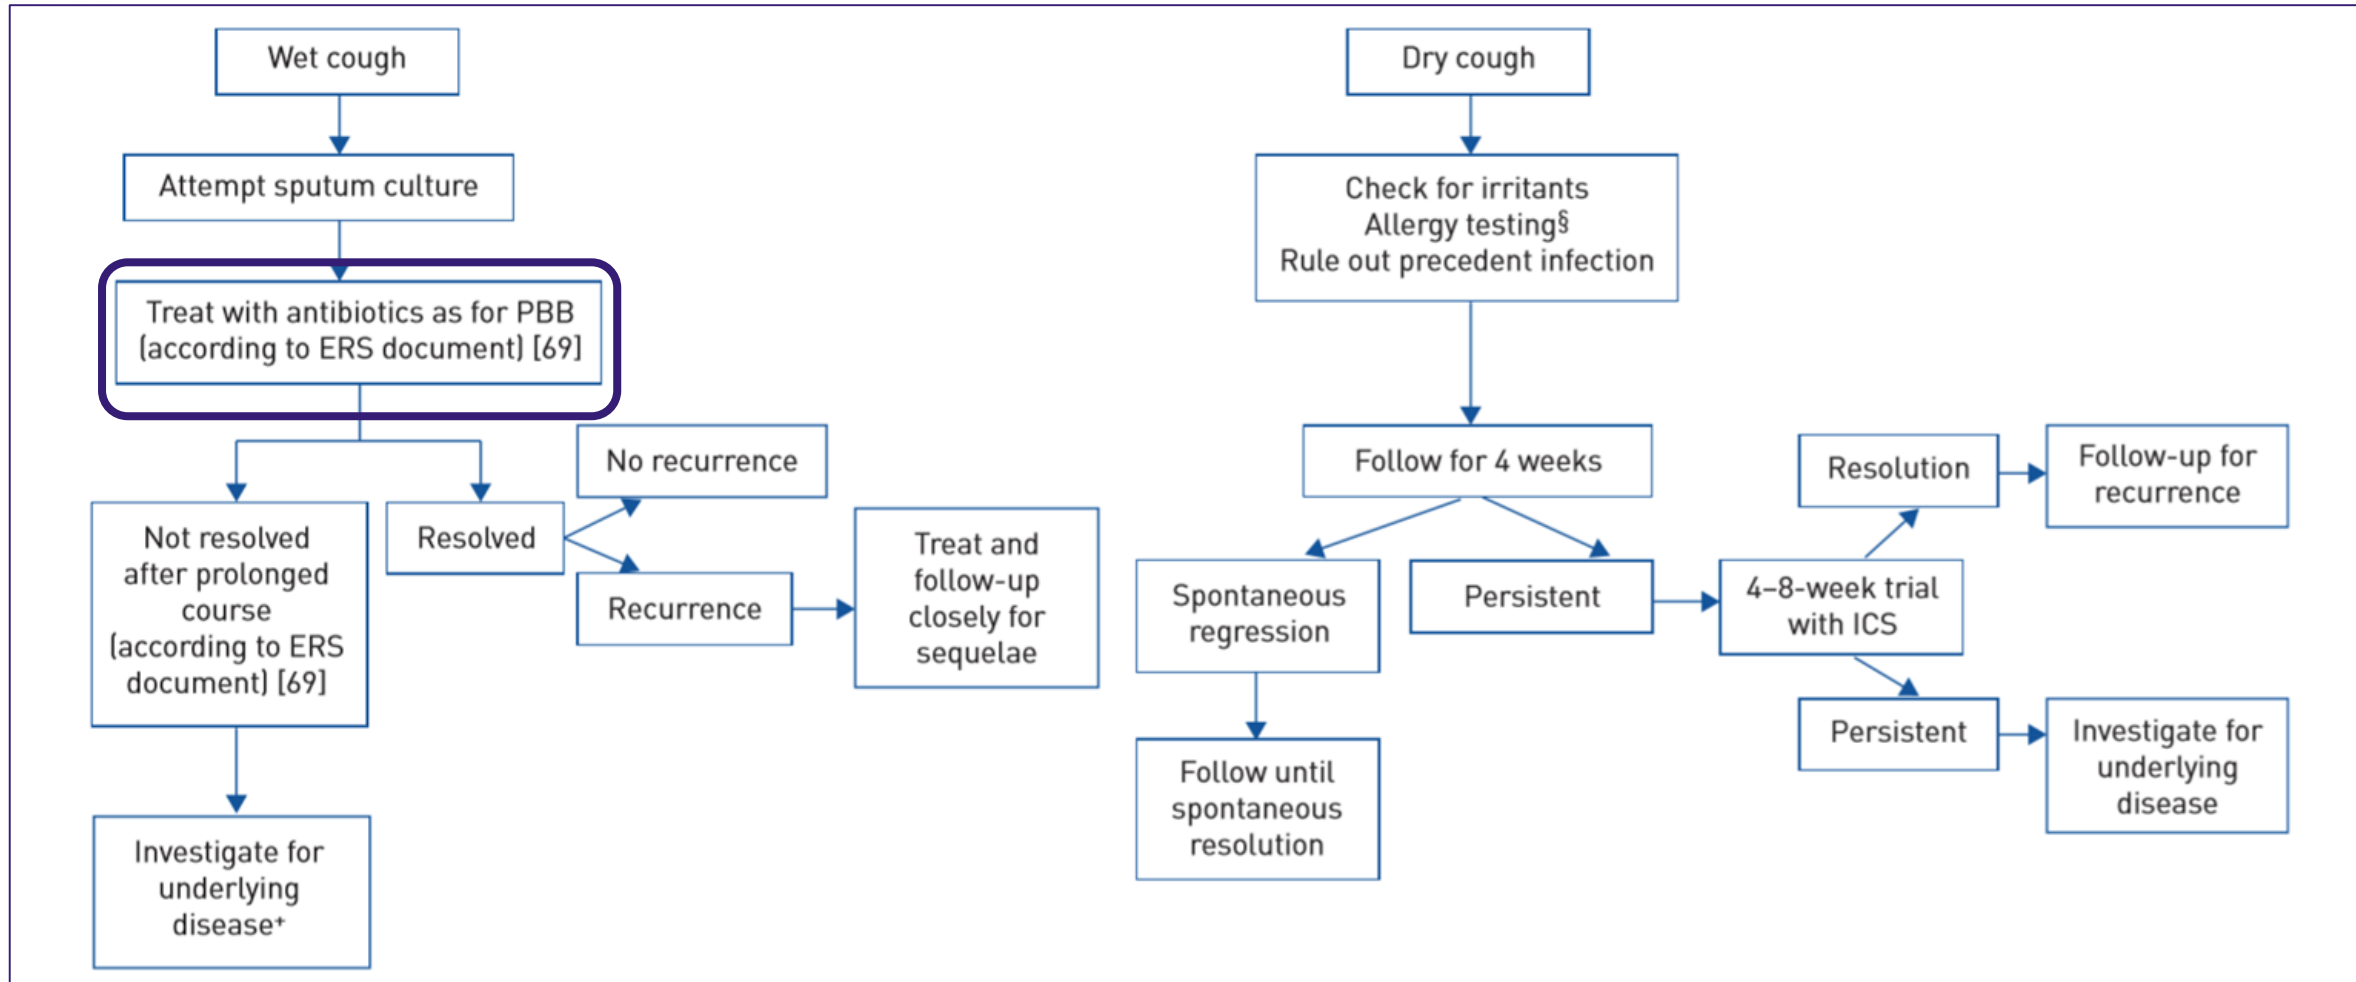 Wet cough
Attempt sputum culture
Treat with antibiotics as for PBB
(according to ERS document) [69]
Not resolved
after prolonged
course
(according to ERS
document) [69]
Investigate for
underlying
disease⁺
Resolved
No recurrence
Recurrence
Treat and
follow-up
closely for
sequelae
Dry cough
Check for irritants
Allergy testing§
Rule out precedent infection
Follow for 4 weeks
Spontaneous
regression
Follow until
spontaneous
resolution
Persistent
4–8-week trial
with ICS
Resolution
Follow-up for
recurrence
Persistent
Investigate for
underlying
disease